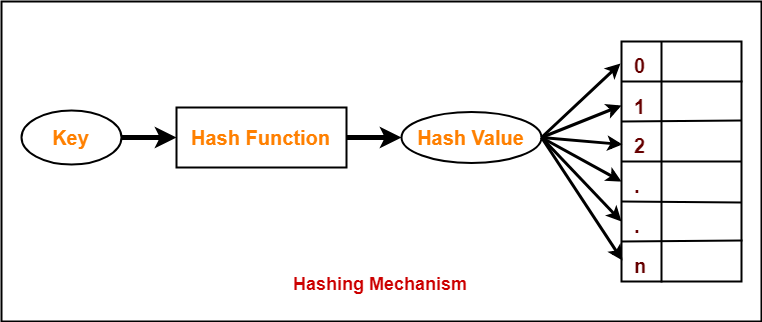 Key
Hash Function
Hash Value
0
1
2
.
.
n
Hashing Mechanism